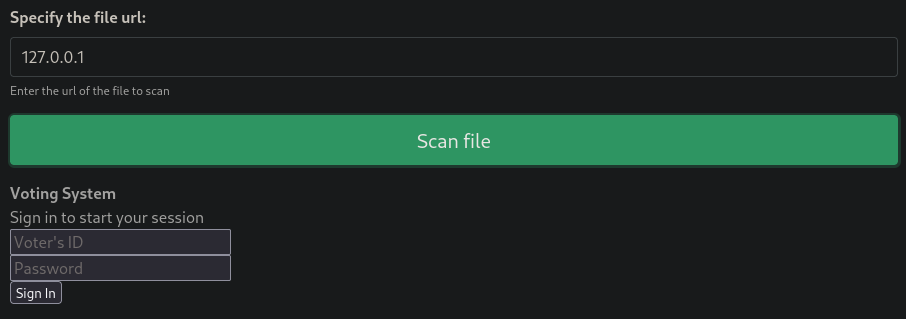 Specify the file url:
127.0.0.1
Enter the url of the file to scan
Scan file
Voting System
Sign in to start your session
Voter's ID
Password
Sign In